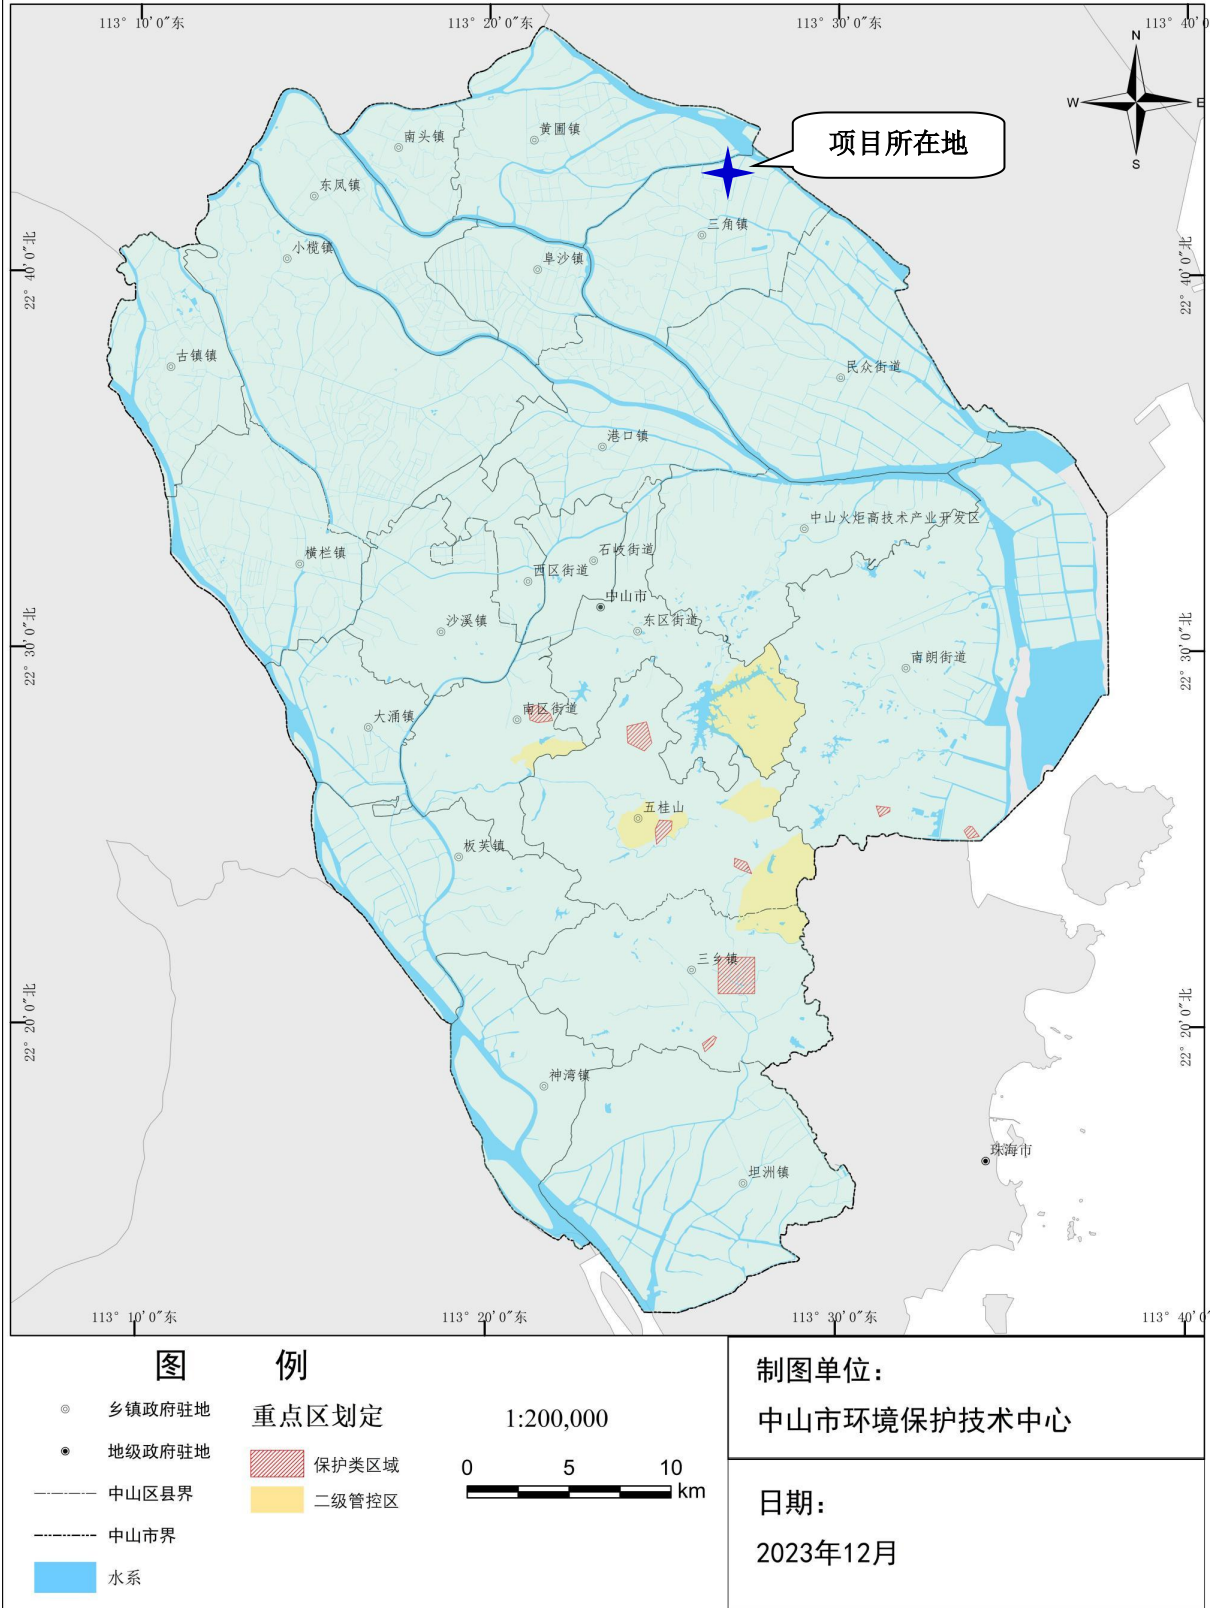 113° 10′0″东
113° 20′0″东
113° 30′0″东
113° 40′0
N
W
E
S
项目所在地
南头镇
黄圃镇
东凤镇
三角镇
小榄镇
阜沙镇
22° 40′0″北
22° 40′0″北
古镇镇
民众街道
港口镇
中山火炬高技术产业开发区
横栏镇
石岐街道
西区街道
中山市
沙溪镇
东区街道
22° 30′0″北
22° 30′0″北
南朗街道
大涌镇
南区街道
五桂山
板芙镇
三乡镇
22° 20′0″北
22° 20′0″北
神湾镇
珠海市
坦洲镇
113° 10′0″东
113° 20′0″东
113° 30′0″东
113° 40′0
图 例
乡镇政府驻地
地级政府驻地
中山区县界
中山市界
水系
重点区划定
保护类区域
二级管控区
1:200,000
0 5 10
km
制图单位：
中山市环境保护技术中心
日期：
2023年12月